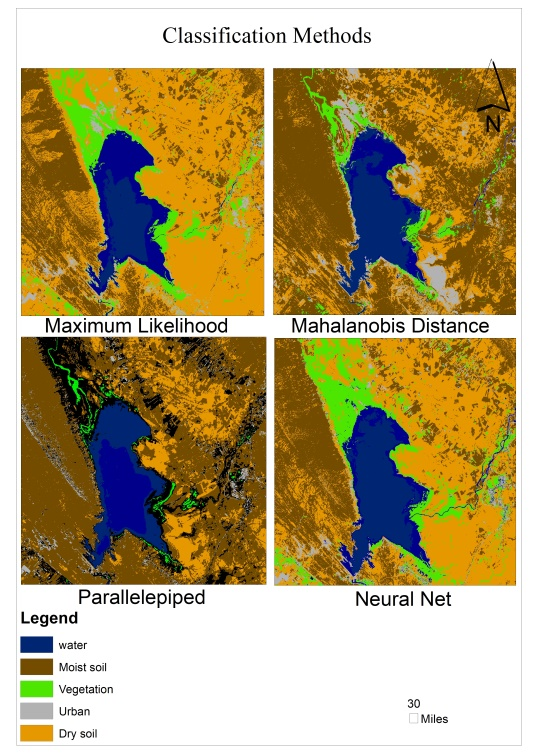 Classification Methods
N
Maximum Likelihood
Mahalanobis Distance
Parallelepiped
Neural Net
Legend
water
Moist soil
Vegetation
Urban
Dry soil
30
Miles